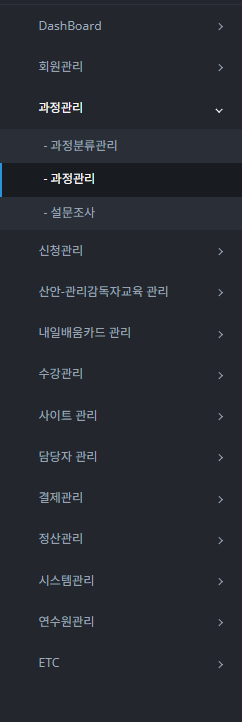 DashBoard
회원관리
과정관리
- 과정분류관리
- 과정관리
- 설문조사
신청관리
산안-관리감독자교육 관리
내일배움카드 관리
수강관리
사이트 관리
담당자 관리
결제관리
정산관리
시스템관리
연수원관리
ETC